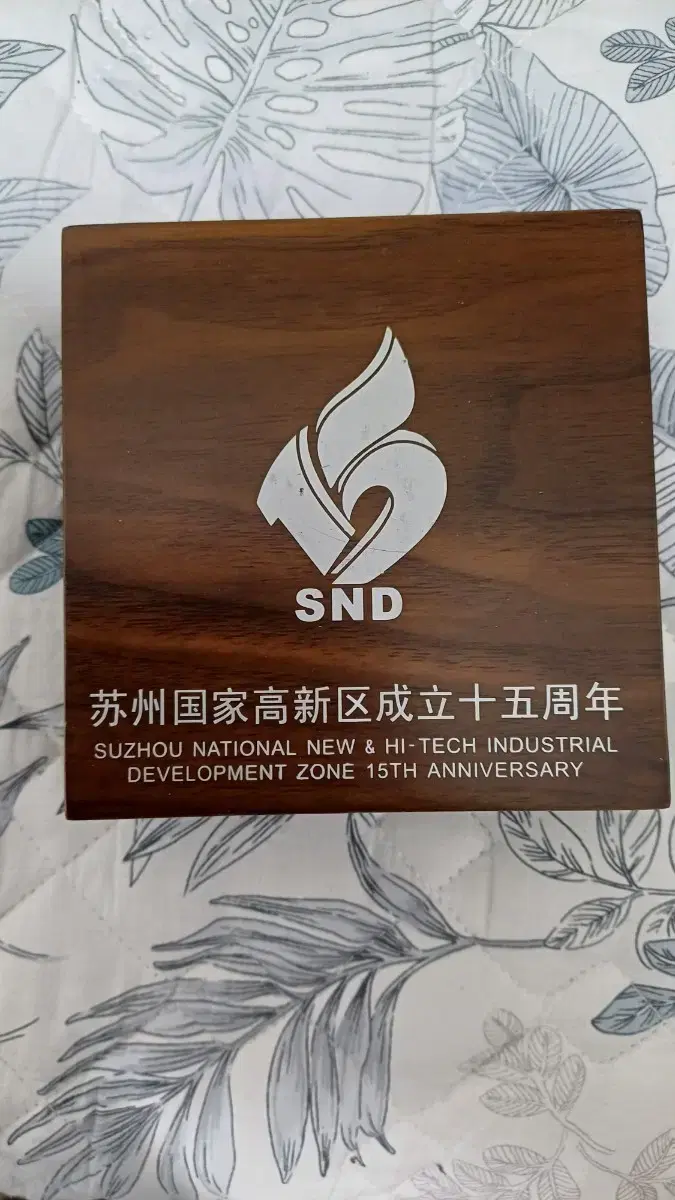 SND
苏州国家高新区成立十五周年
SUZHOU NATIONAL NEW & HI-TECH INDUSTRIAL
DEVELOPMENT ZONE 15TH ANNIVERSARY